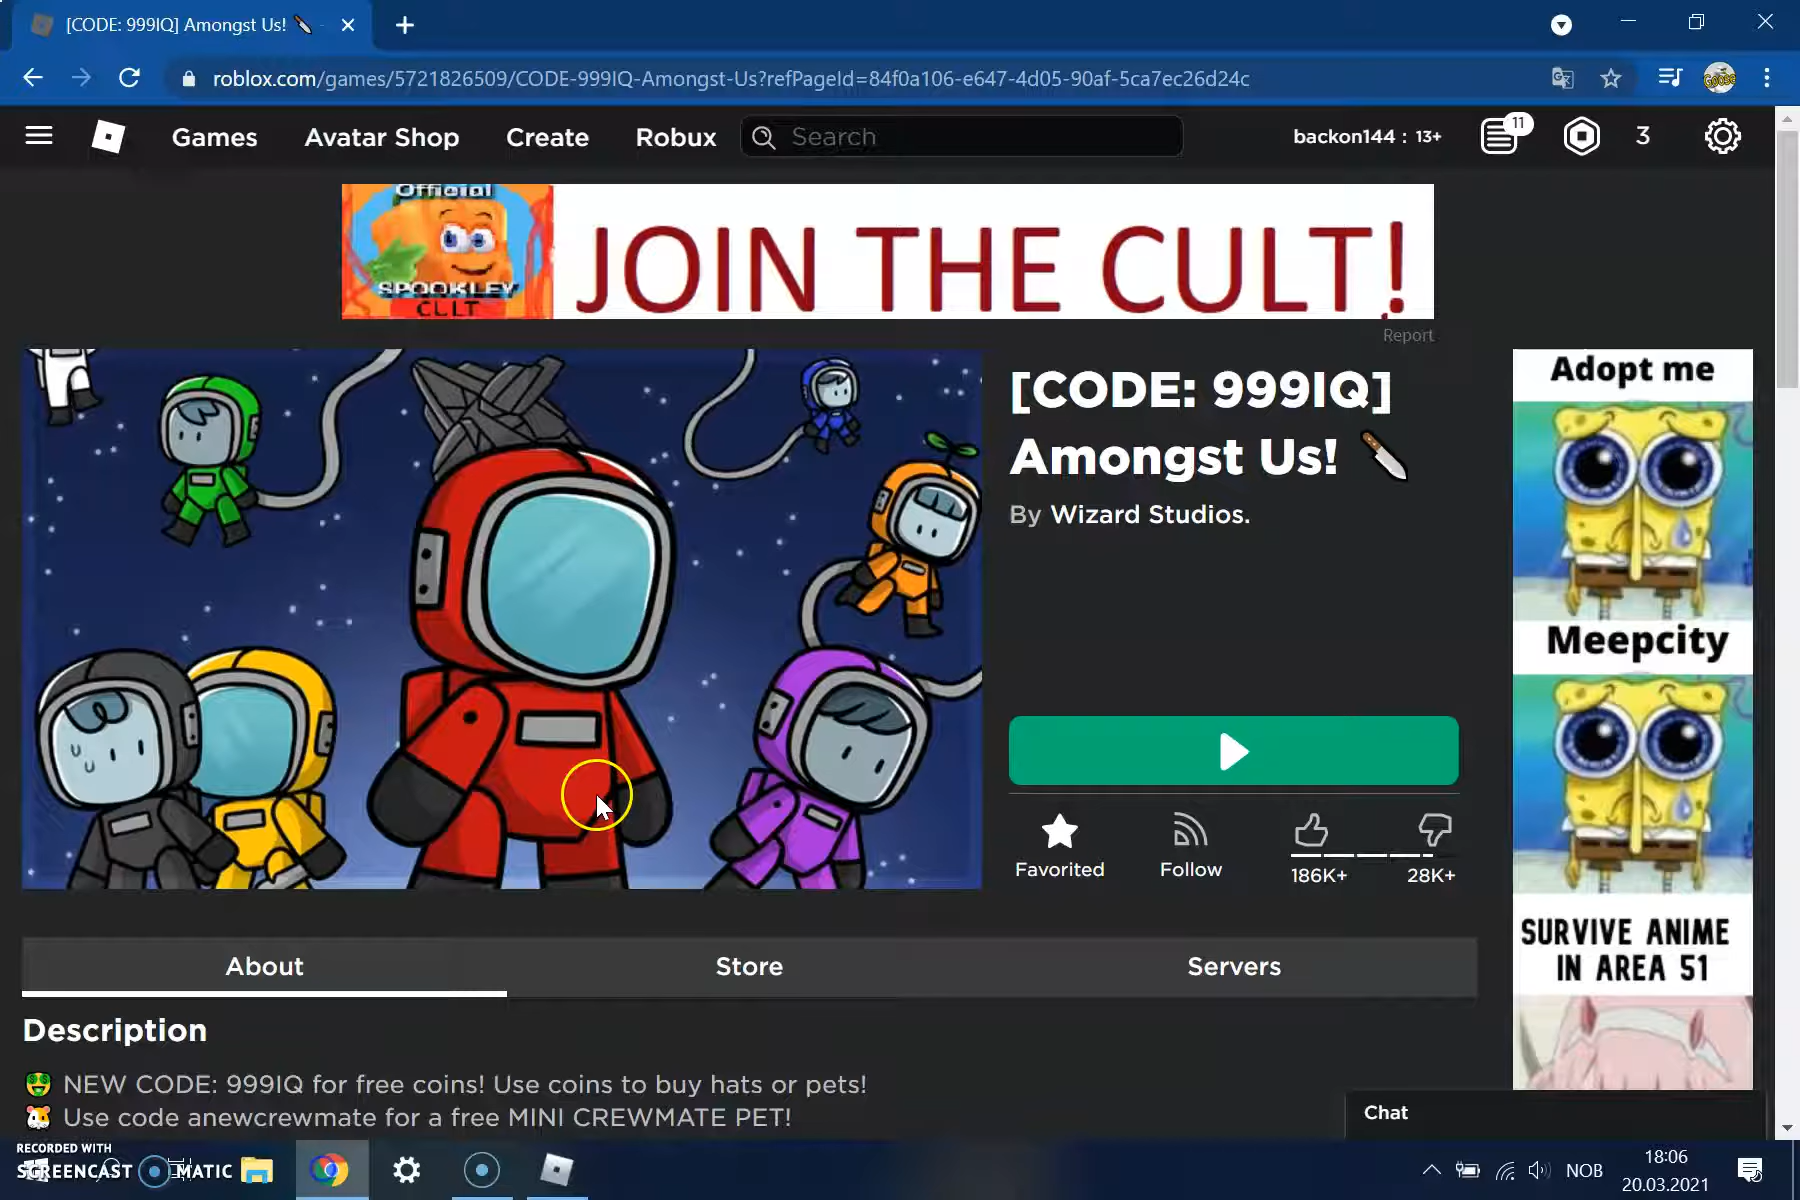 [CODE: 999IQ] Amongst Us! 🔪 -
roblox.com/games/5721826509/CODE-999IQ-Amongst-Us?refPageId=84f0a106-e647-4d05-90af-5ca7ec26d24c
Games Avatar Shop Create Robux Search backon144 : 13+ 11 3
Official
SPOOKLEY
CULT
JOIN THE CULT!
Report
[CODE: 999IQ]
Amongst Us! 🔪
By Wizard Studios.
Favorited Follow 186K+ 28K+
Adopt me
Meepcity
SURVIVE ANIME
IN AREA 51
About Store Servers
Description
🤑 NEW CODE: 999IQ for free coins! Use coins to buy hats or pets!
🐹 Use code anewcrewmate for a free MINI CREWMATE PET!
Chat
RECORDED WITH
SCREENCAST MATIC
NOB
18:06
20.03.2021